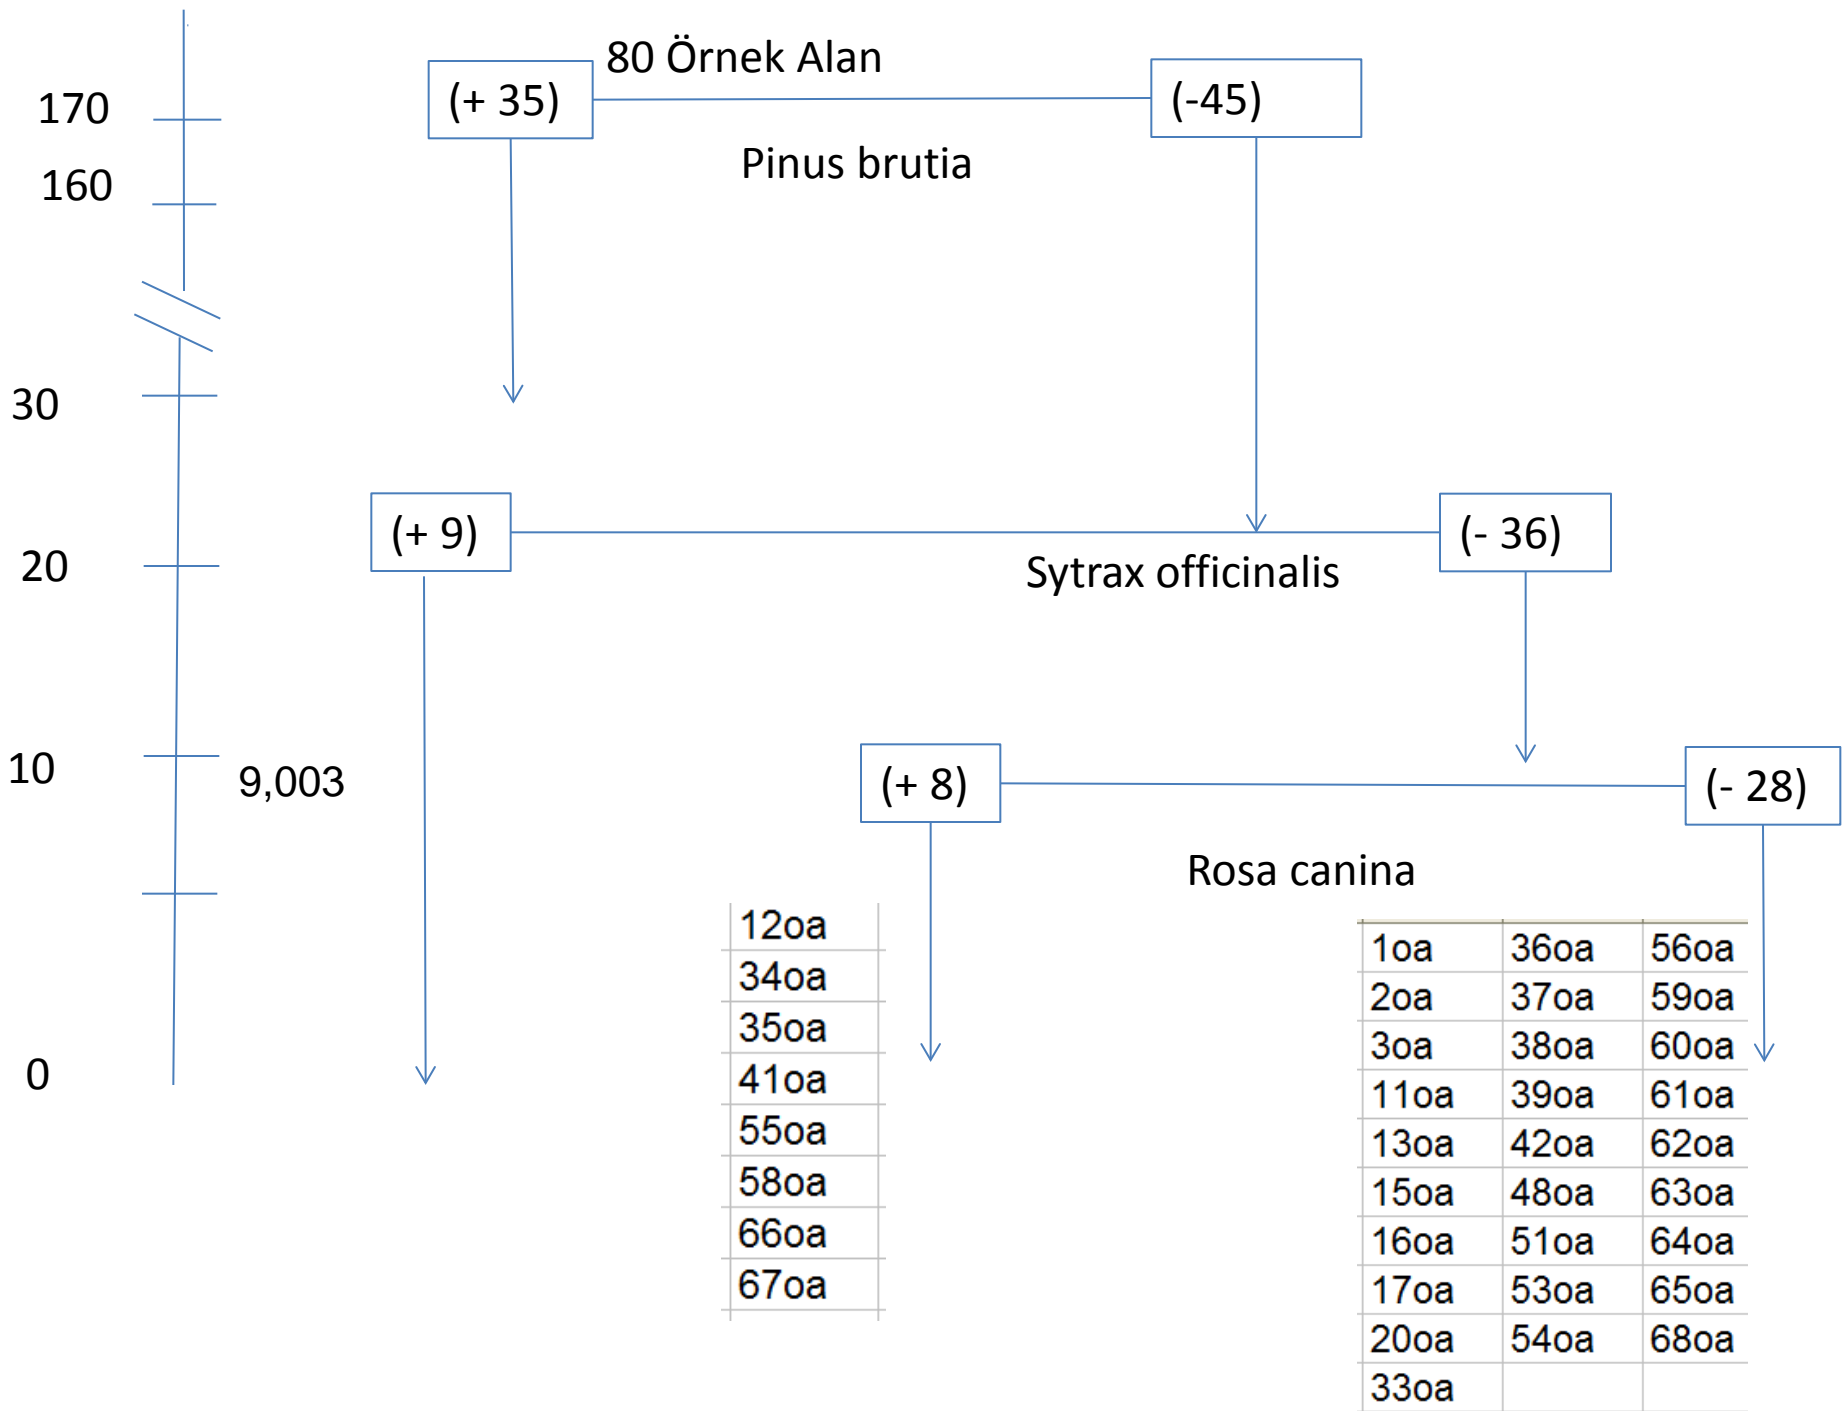 80 Örnek Alan
(+ 35)
(-45)
170
Pinus brutia
160
30
(+ 9)
(- 36)
20
Sytrax officinalis
10
9,003
(+ 8)
(- 28)
Rosa canina
0
12oa
34oa
35oa
41oa
55oa
58oa
66oa
67oa
1oa 36oa 56oa
2oa 37oa 59oa
3oa 38oa 60oa
11oa 39oa 61oa
13oa 42oa 62oa
15oa 48oa 63oa
16oa 51oa 64oa
17oa 53oa 65oa
20oa 54oa 68oa
33oa